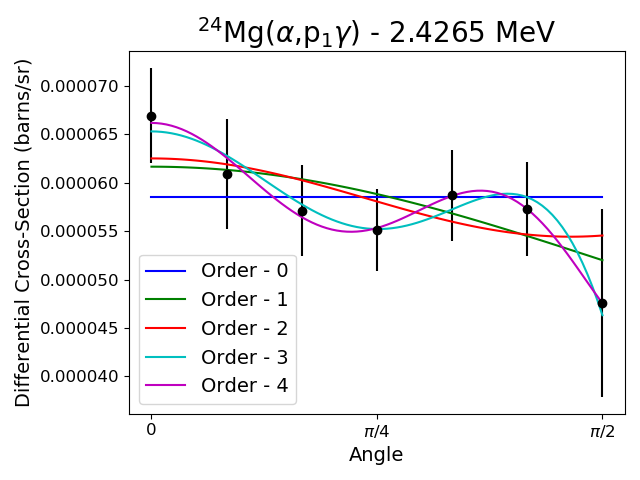 ²⁴Mg(α,p₁γ) - 2.4265 MeV
Differential Cross-Section (barns/sr)
0.000070
0.000065
0.000060
0.000055
0.000050
0.000045
0.000040
Order - 0
Order - 1
Order - 2
Order - 3
Order - 4
0 π/4 π/2
Angle